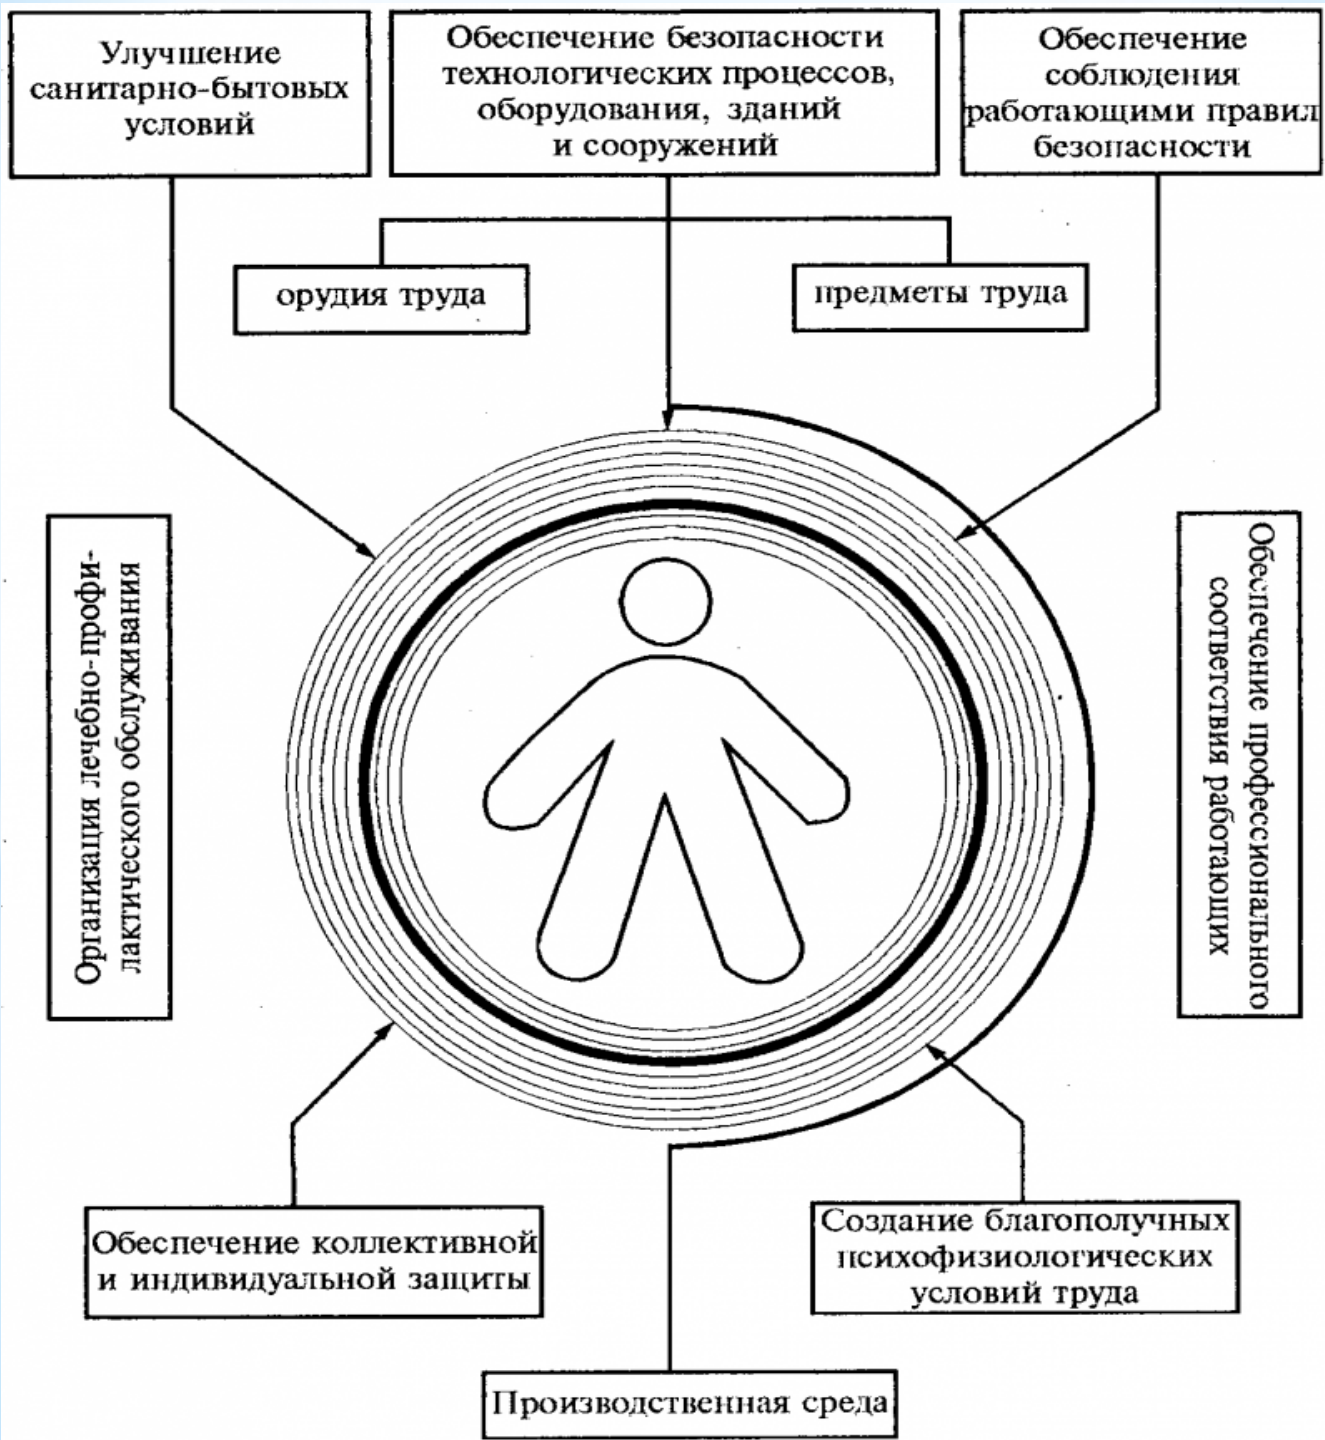 Улучшение
санитарно-бытовых
условий
Обеспечение безопасности
технологических процессов,
оборудования, зданий
и сооружений
Обеспечение
соблюдения
работающими правил
безопасности
орудия труда
предметы труда
Организация лечебно-профи-
лактического обслуживания
Обеспечение профессионального
соответствия работающих
Обеспечение коллективной
и индивидуальной защиты
Создание благополучных
психофизиологических
условий труда
Производственная среда